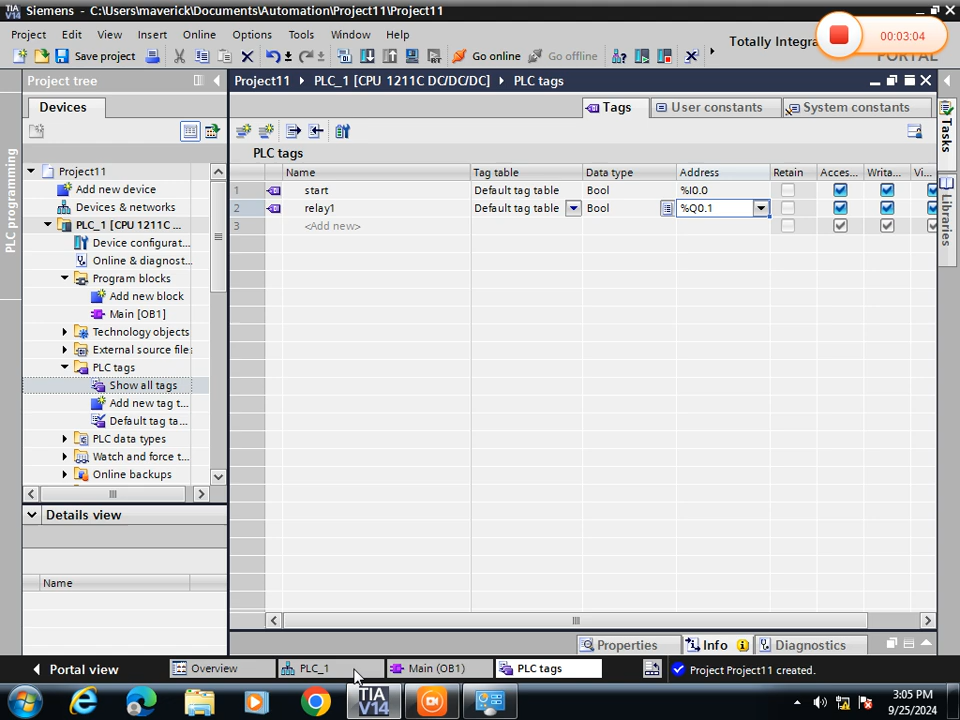 TIA V14 Siemens - C:\Users\maverick\Documents\Automation\Project11\Project11
Project Edit View Insert Online Options Tools Window Help
Save project Go online Go offline
Totally Integra
PORTAL
00:03:04
Project tree
Project11 PLC_1 [CPU 1211C DC/DC/DC] PLC tags
Devices
Tags User constants System constants
PLC programming
Tasks
Libraries
PLC tags
Name Tag table Data type Address Retain Acces... Writa... Vi...
1 start Default tag table Bool %I0.0
2 relay1 Default tag table Bool %Q0.1
3 <Add new>
Project11
Add new device
Devices & networks
PLC_1 [CPU 1211C ...
Device configurat...
Online & diagnost...
Program blocks
Add new block
Main [OB1]
Technology objects
External source file:
PLC tags
Show all tags
Add new tag t...
Default tag ta...
PLC data types
Watch and force t...
Online backups
Details view
Name
Properties Info Diagnostics
Portal view Overview PLC_1 Main (OB1) PLC tags Project Project11 created.
TIA V14
3:05 PM
9/25/2024